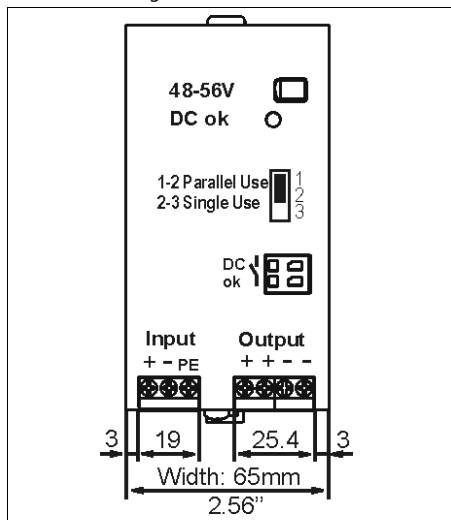 48-56V
DC ok
1-2 Parallel Use
2-3 Single Use
1
2
3
DC
ok
Input
+ - PE
Output
+ + - -
3
19
25.4
3
Width: 65mm
2.56”